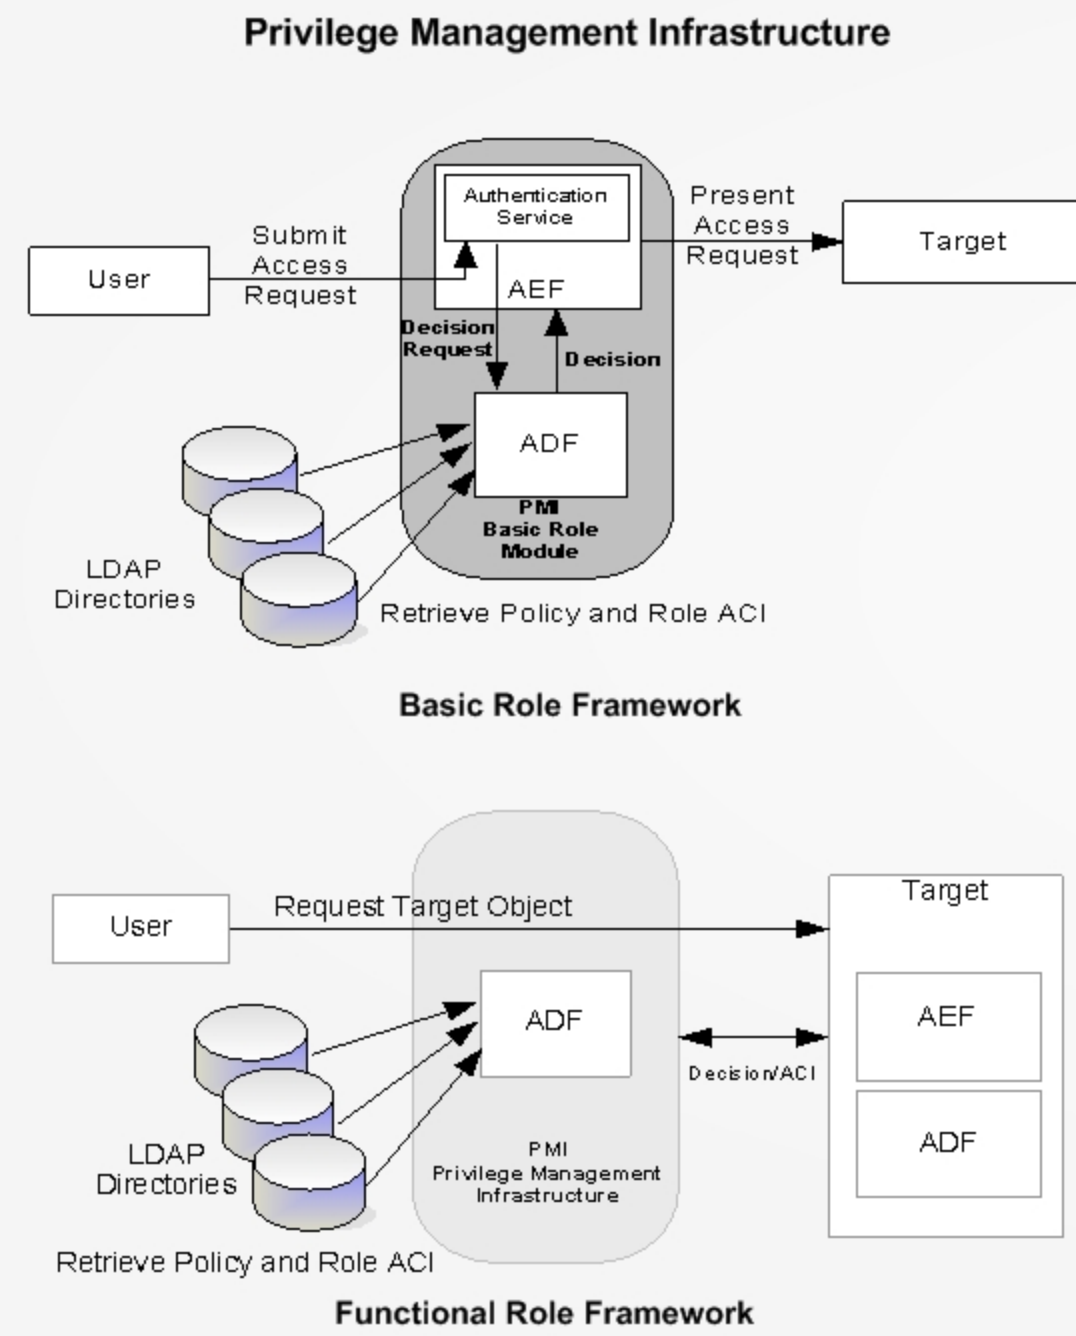 Privilege Management Infrastructure
Authentication
Service
Present
Access
Request
Submit
Access
Request
User
Target
AEF
Decision
Request
Decision
ADF
PMI
Basic Role
Module
LDAP
Directories
Retrieve Policy and Role ACI
Basic Role Framework
Target
Request Target Object
User
ADF
AEF
Decision/ACI
ADF
PMI
Privilege Management
Infrastructure
LDAP
Directories
Retrieve Policy and Role ACI
Functional Role Framework